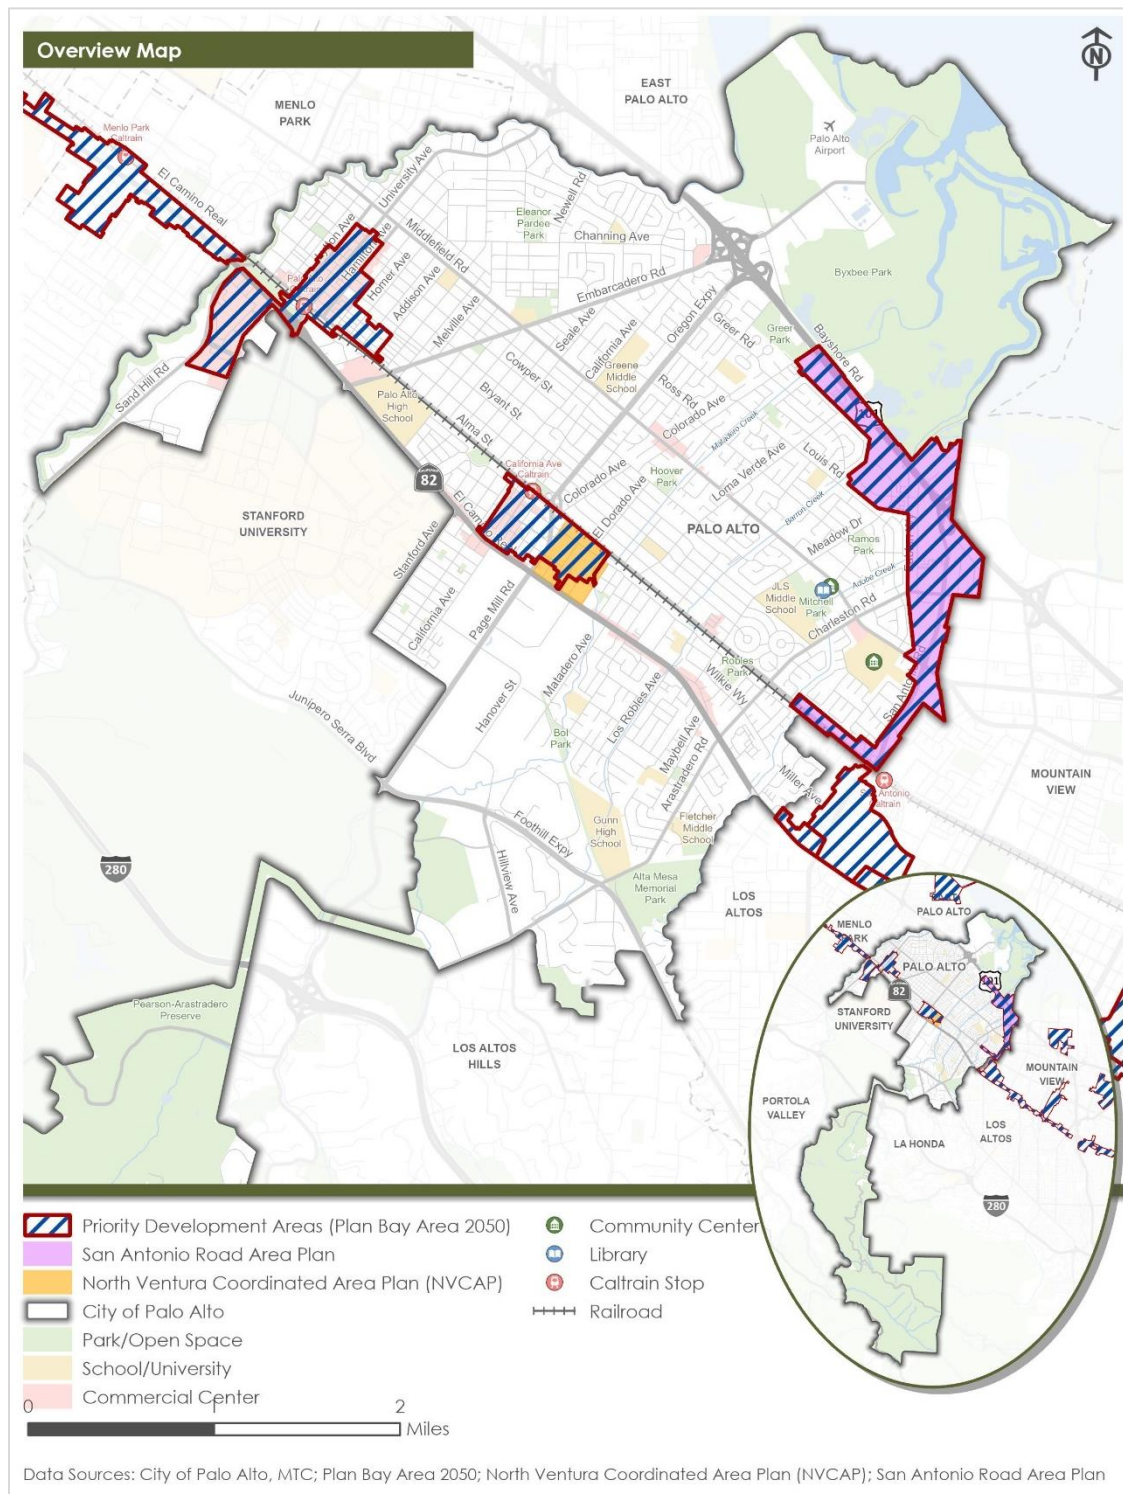 Overview Map
N
EAST
PALO ALTO
MENLO
PARK
Menlo Park
Caltrain
El Camino Real
University Ave
Palo Alto
Airport
Newell Rd
Eleanor
Pardee
Park
Channing Ave
Middlefield Rd
Hamilton Ave
Homer Ave
Addison Ave
Melville Ave
Embarcadero Rd
Byxbee Park
Seale Ave
California Ave
Oregon Expy
Greer Rd
Greer
Park
Bayshore Rd
Sand Hill Rd
Cowper St
Greene
Middle
School
Ross Rd
Palo Alto
High
School
Bryant St
Colorado Ave
Matadero Creek
101
Alma St
Louis Rd
Loma Verde Ave
California Ave
Caltrain
Colorado Ave
Hoover
Park
82
El Dorado Ave
Barron Creek
STANFORD
UNIVERSITY
PALO ALTO
Meadow Dr
Ramos
Park
Stanford Ave
Adobe Creek
JLS
Middle
School
Mitchell
Park
California Ave
Page Mill Rd
Charleston Rd
Matadero Ave
Robles
Park
Wilkie Wy
Junipero Serra Blvd
Hanover St
Los Robles Ave
Bol
Park
Maybell Ave
Arastradero Rd
Miller Ave
MOUNTAIN
VIEW
Foothill Expy
Gunn
High
School
Fletcher
Middle
School
Hillview Ave
280
Alta Mesa
Memorial
Park
LOS
ALTOS
Pearson-Arastradero
Preserve
LOS ALTOS
HILLS
PALO ALTO
MENLO
PARK
PALO ALTO
82
101
STANFORD
UNIVERSITY
MOUNTAIN
VIEW
PORTOLA
VALLEY
LOS
ALTOS
LA HONDA
280
Priority Development Areas (Plan Bay Area 2050)
San Antonio Road Area Plan
North Ventura Coordinated Area Plan (NVCAP)
City of Palo Alto
Park/Open Space
School/University
Commercial Center
Community Center
Library
Caltrain Stop
Railroad
0 1 2
Miles
Data Sources: City of Palo Alto, MTC; Plan Bay Area 2050; North Ventura Coordinated Area Plan (NVCAP); San Antonio Road Area Plan